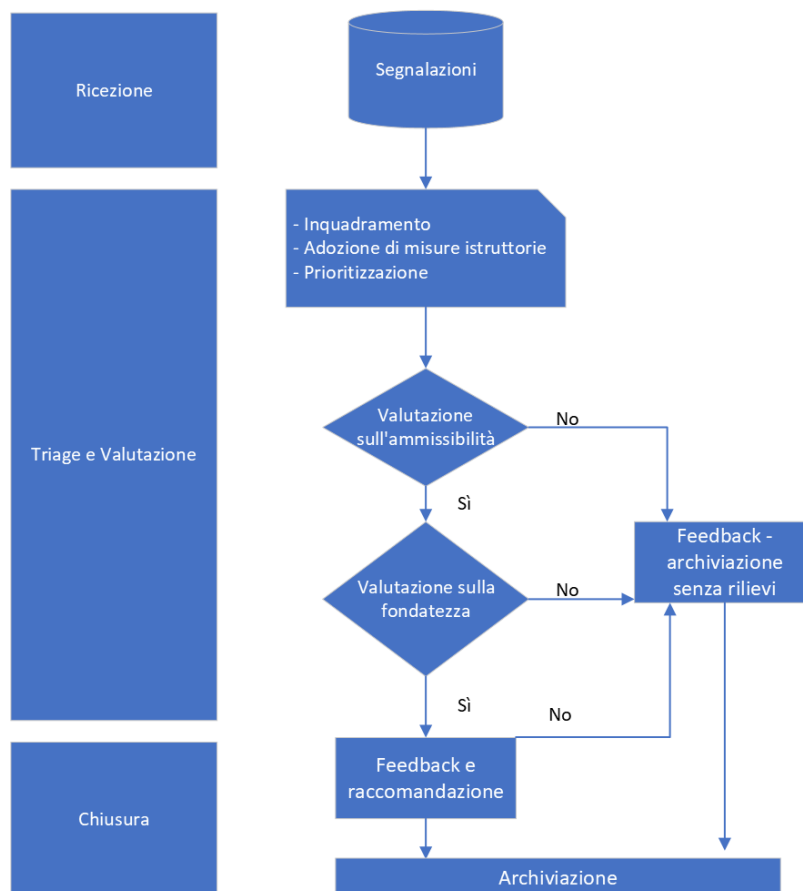 Ricezione
Segnalazioni
- Inquadramento
- Adozione di misure istruttorie
- Prioritizzazione
Triage e Valutazione
Valutazione
sull'ammissibilità
No
Sì
Feedback -
archiviazione
senza rilievi
Valutazione sulla
fondatezza
No
Sì
No
Feedback e
raccomandazione
Chiusura
Archiviazione